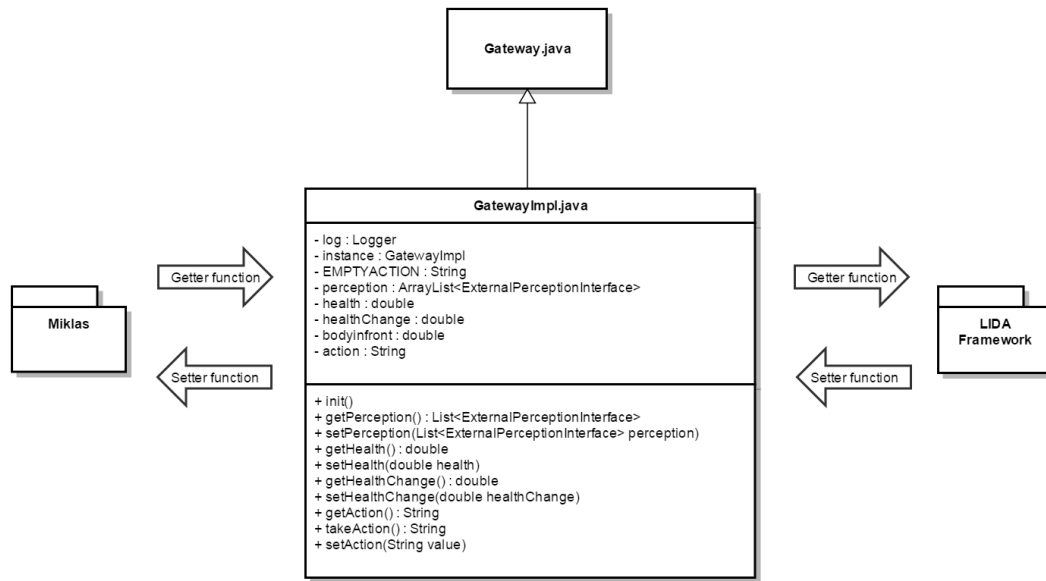 Gateway.java
GatewayImpl.java
- log : Logger
- instance : GatewayImpl
- EMPTYACTION : String
- perception : ArrayList<ExternalPerceptionInterface>
- health : double
- healthChange : double
- bodyinfront : double
- action : String
+ init()
+ getPerception() : List<ExternalPerceptionInterface>
+ setPerception(List<ExternalPerceptionInterface> perception)
+ getHealth() : double
+ setHealth(double health)
+ getHealthChange() : double
+ setHealthChange(double healthChange)
+ getAction() : String
+ takeAction() : String
+ setAction(String value)
Miklas
Getter function
Setter function
Getter function
Setter function
LIDA
Framework